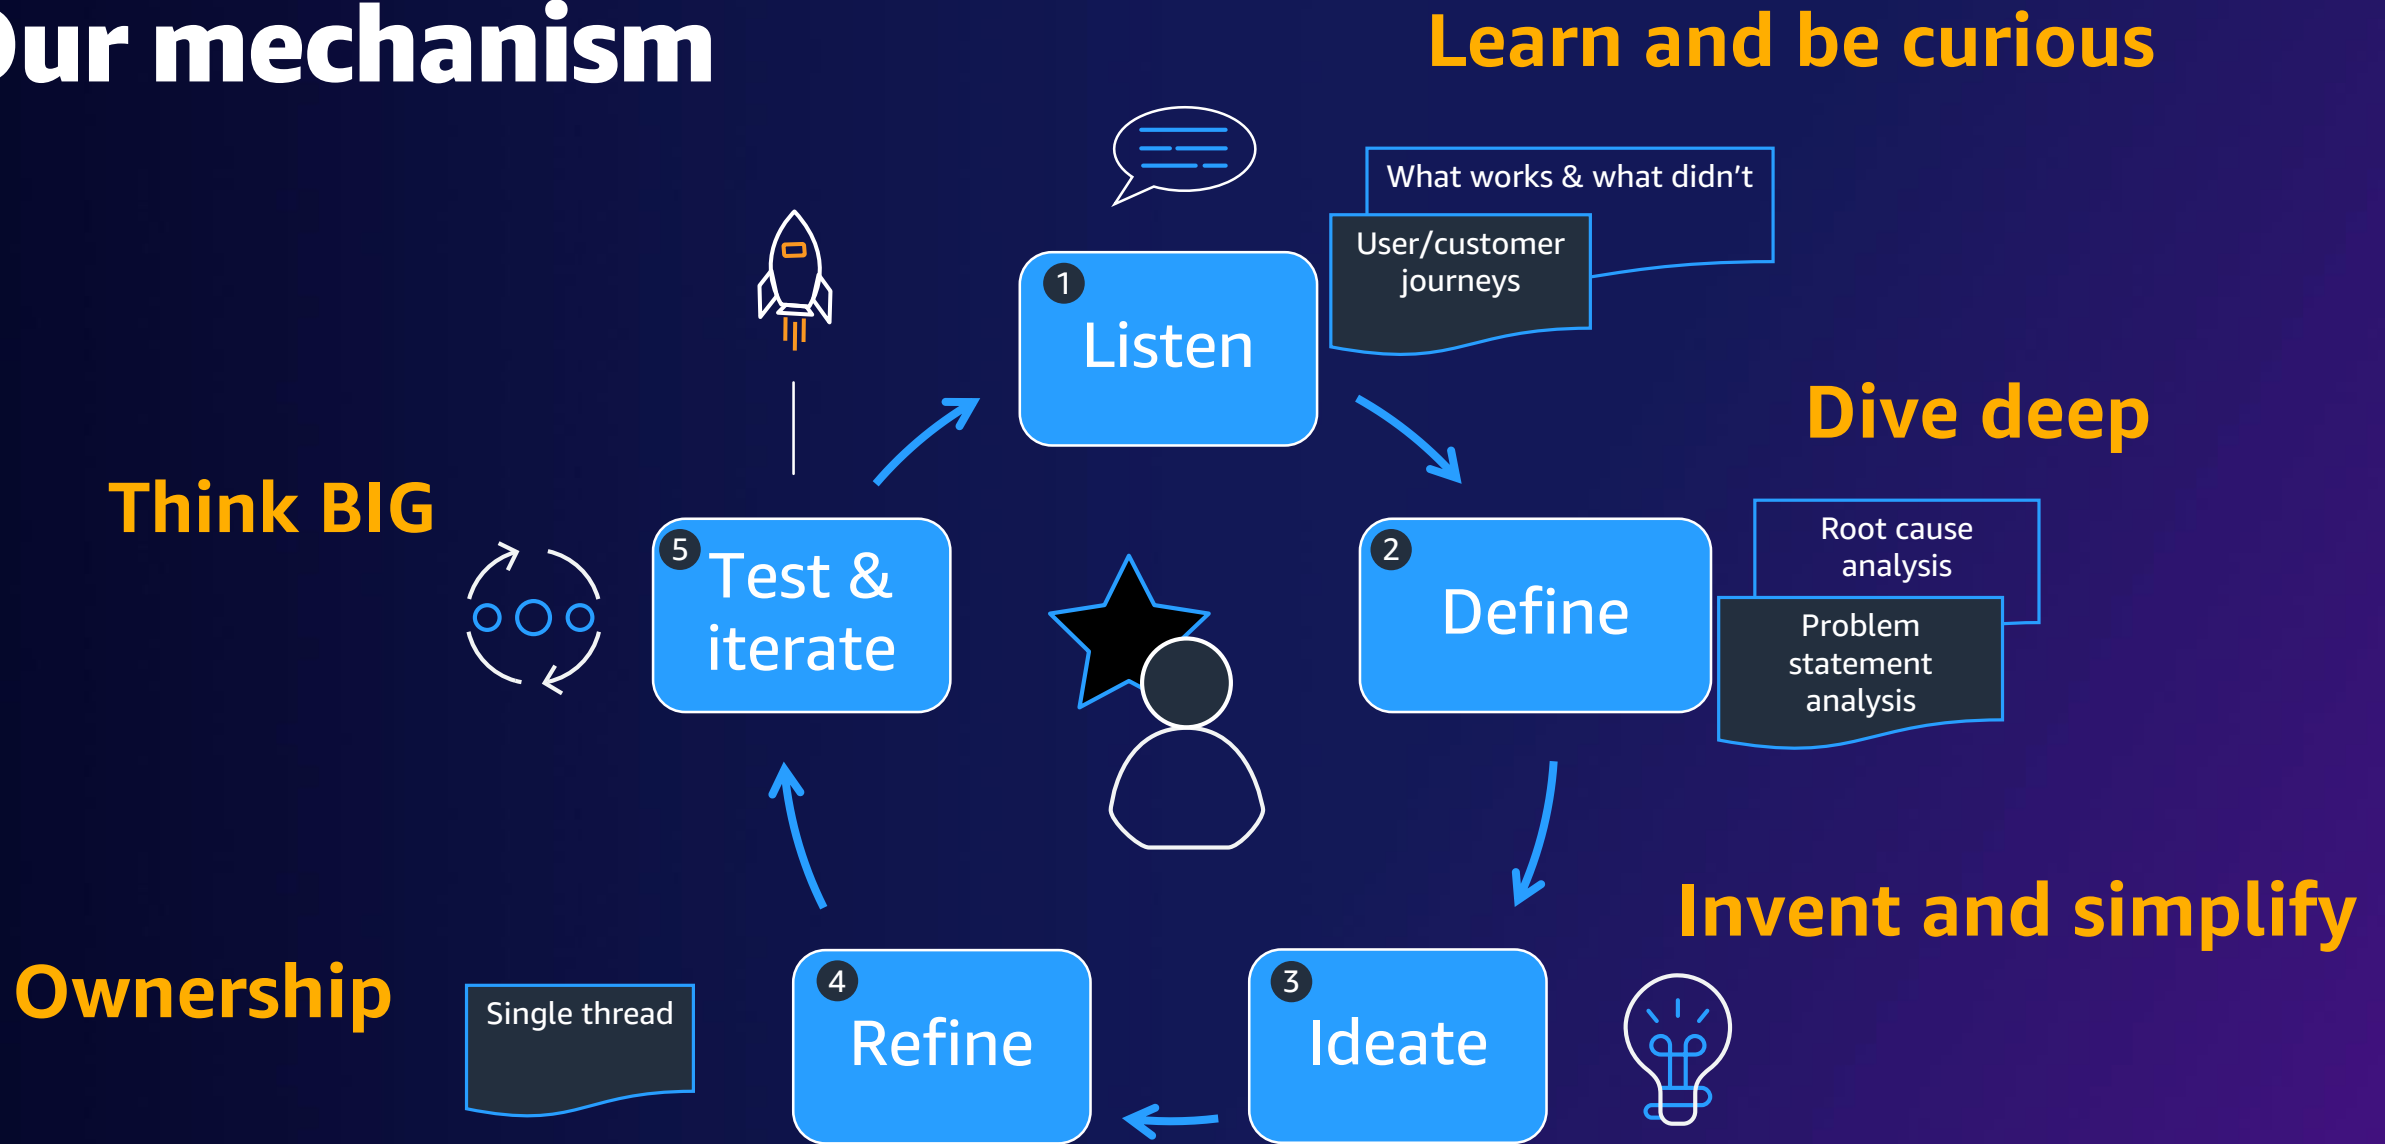 Our mechanism
Learn and be curious
What works & what didn't
User/customer
journeys
1
Listen
Dive deep
Root cause
analysis
Problem
statement
analysis
2
Define
Think BIG
5
Test &
iterate
Invent and simplify
3
Ideate
Ownership
Single thread
4
Refine